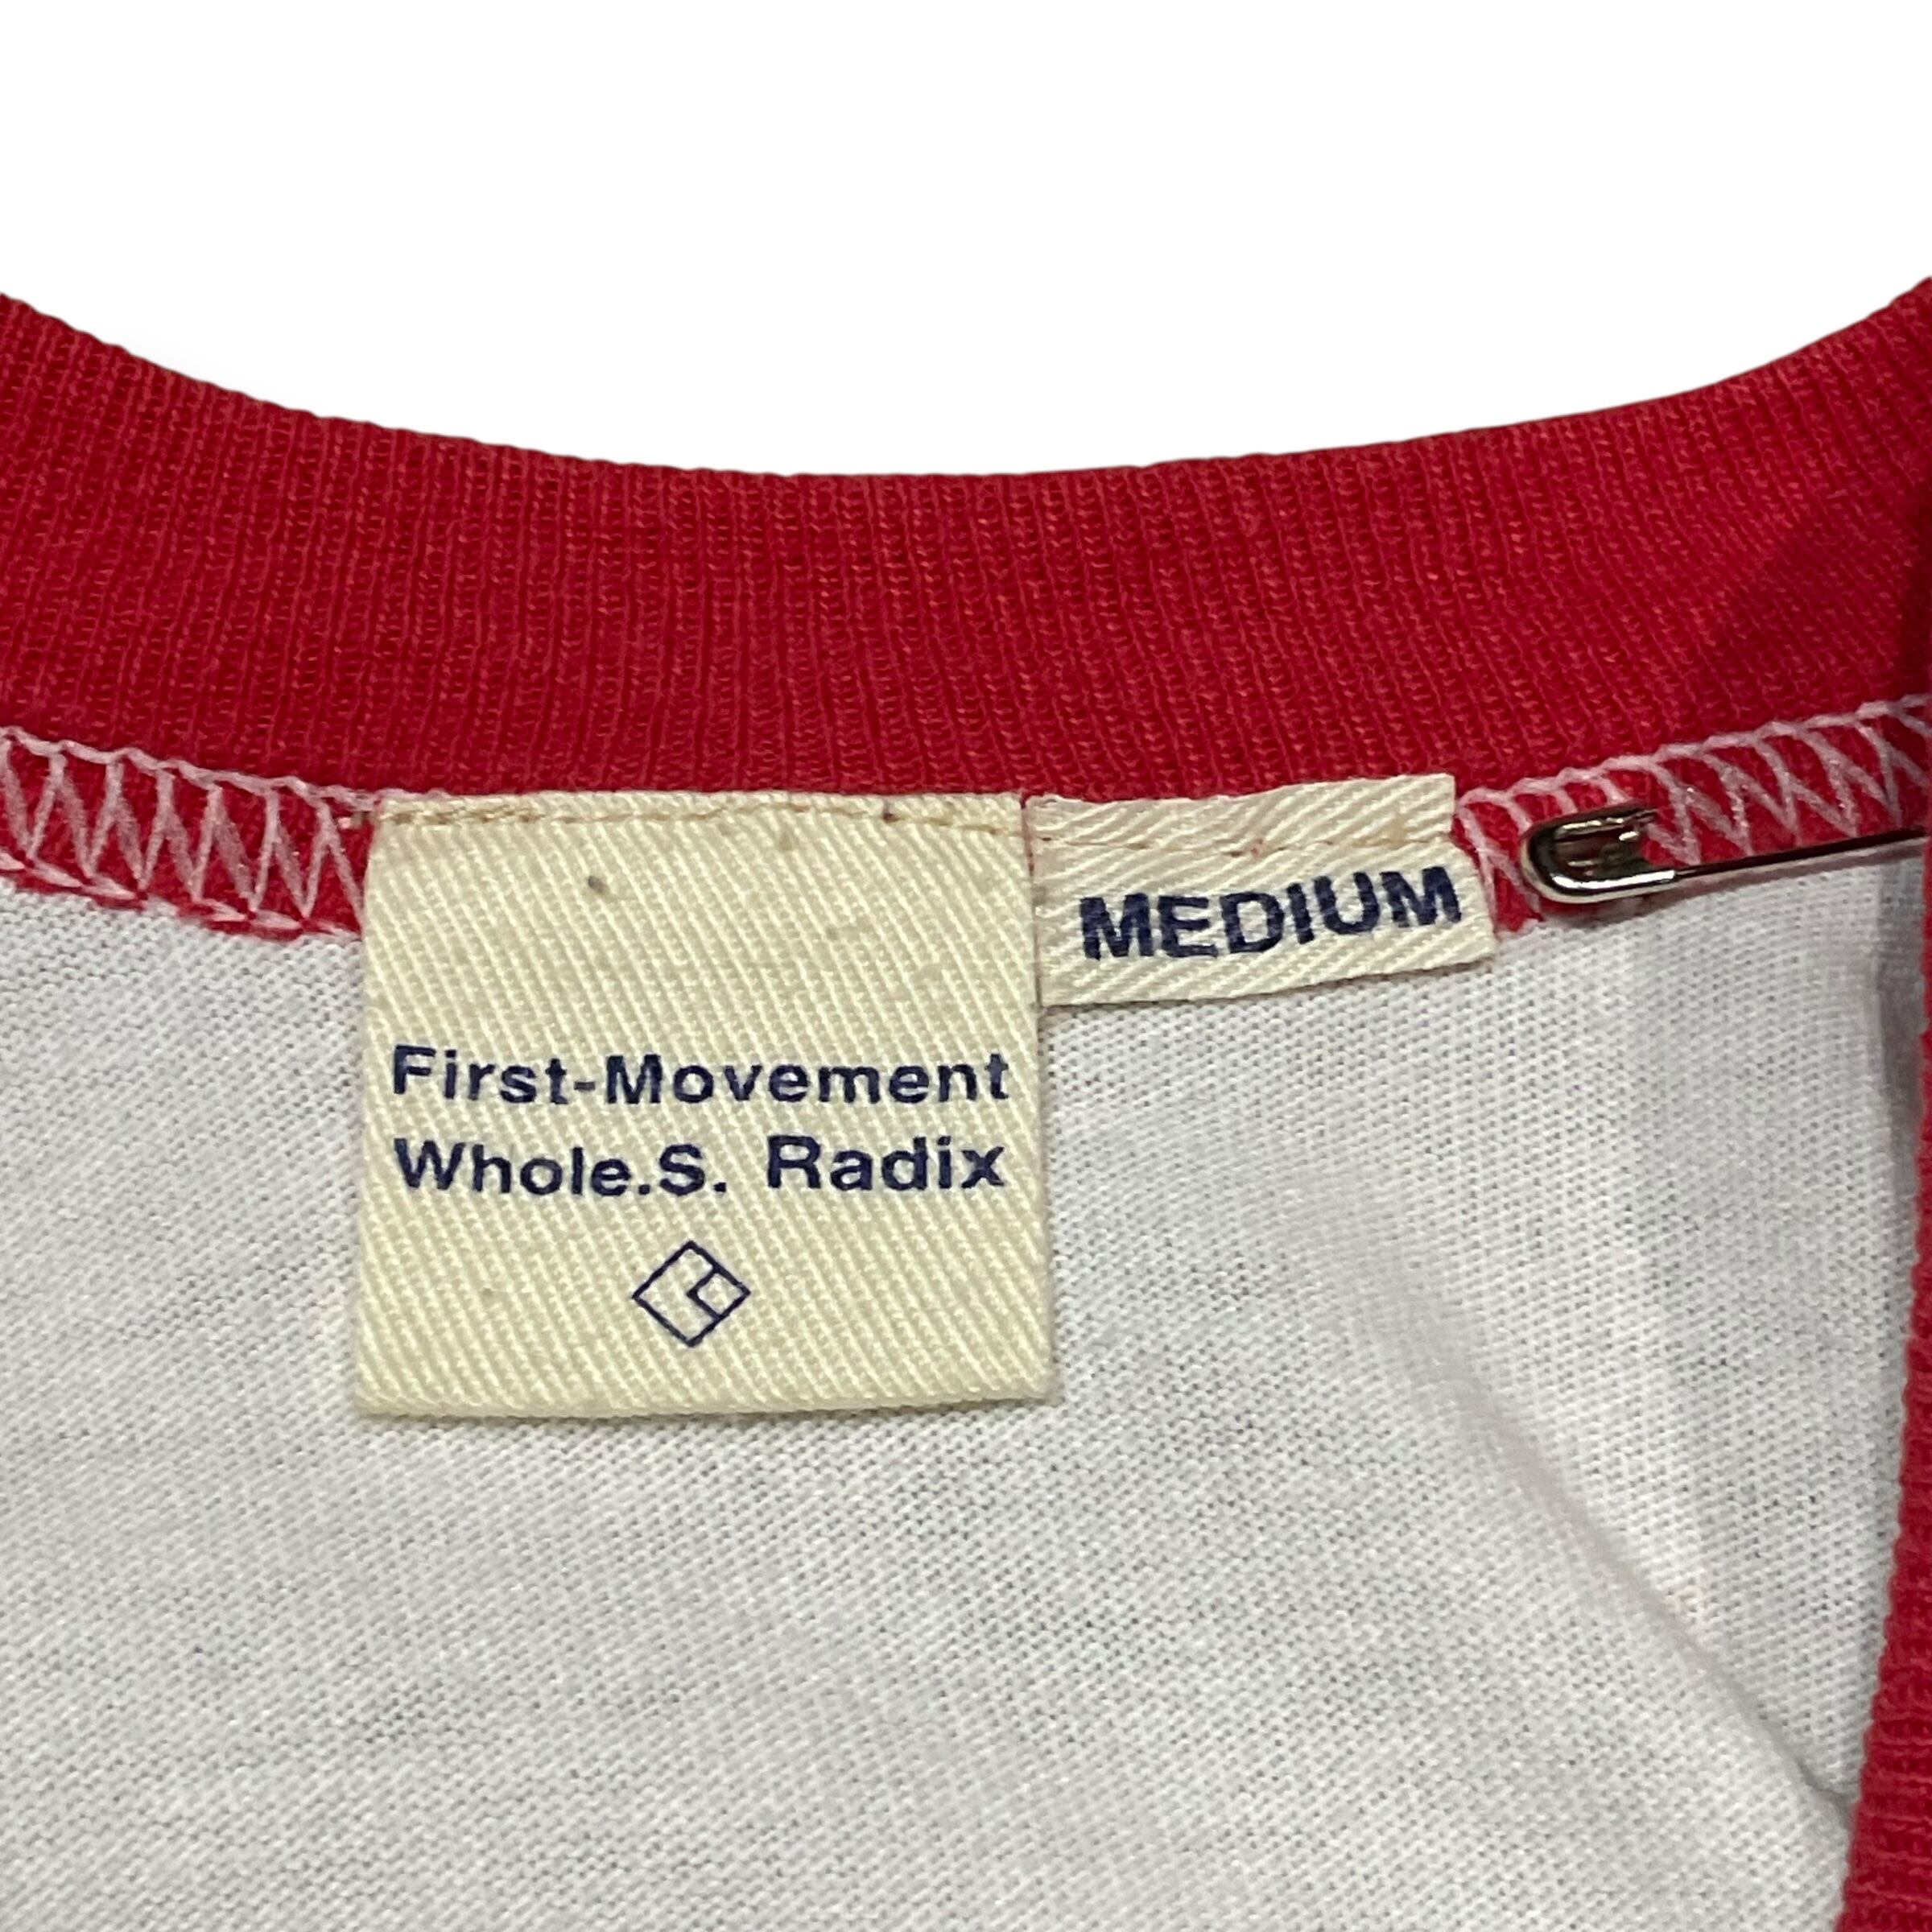 MEDIUM
First-Movement
Whole.S. Radix